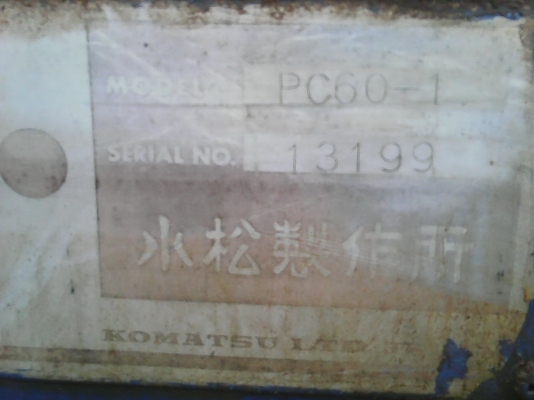 MODEL PC60-1
SERIAL NO. 13199
小松製作所
KOMATSU LTD